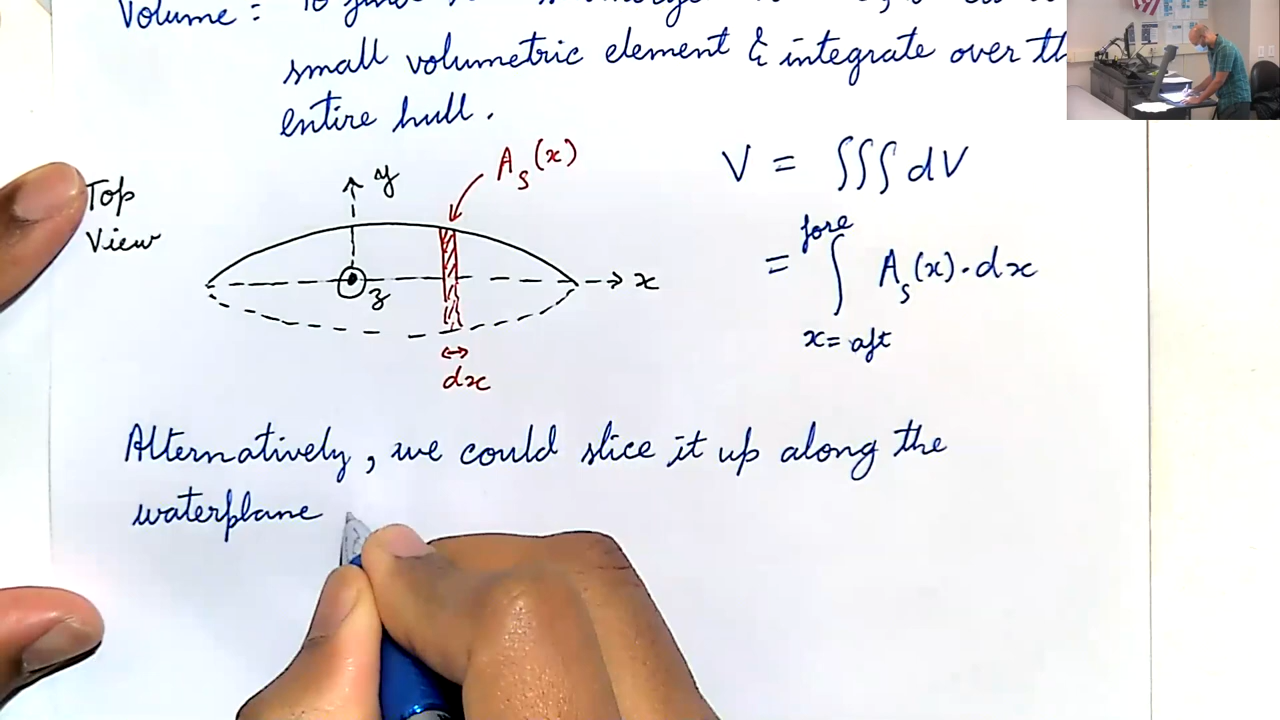 Volume :
small volumetric element & integrate over
entire hull.
Top
View
y
A_s(x)
x
z
dx
V = ∫∫∫ dV
fore
= ∫ A_s(x) · dx
x = aft
Alternatively, we could slice it up along the
waterplane